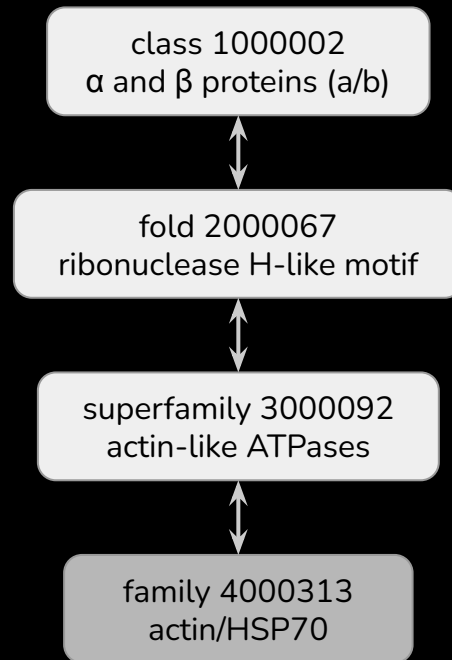 class 1000002
α and β proteins (a/b)
fold 2000067
ribonuclease H-like motif
superfamily 3000092
actin-like ATPases
family 4000313
actin/HSP70